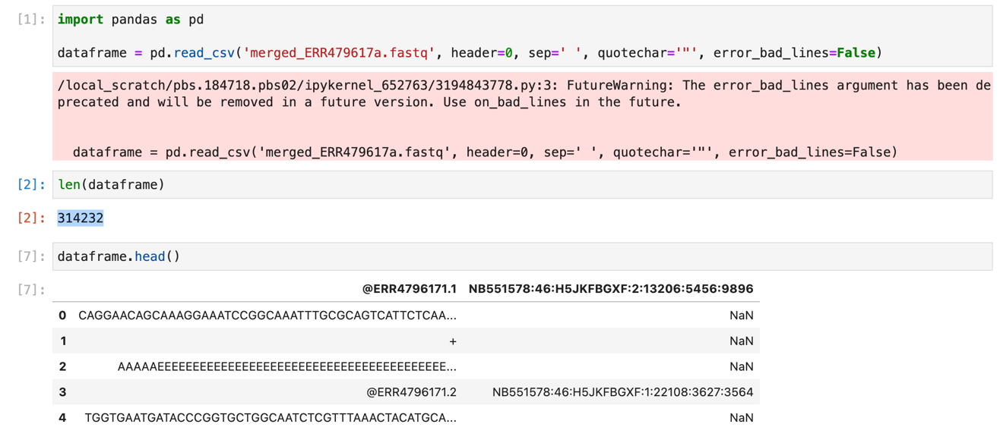 [1]: import pandas as pd
dataframe = pd.read_csv('merged_ERR479617a.fastq', header=0, sep=' ', quotechar='"', error_bad_lines=False)
/local_scratch/pbs.184718.pbs02/ipykernel_652763/3194843778.py:3: FutureWarning: The error_bad_lines argument has been de
precated and will be removed in a future version. Use on_bad_lines in the future.
dataframe = pd.read_csv('merged_ERR479617a.fastq', header=0, sep=' ', quotechar='"', error_bad_lines=False)
[2]: len(dataframe)
[2]: 314232
[7]: dataframe.head()
[7]: @ERR4796171.1 NB551578:46:H5JKFBGXF:2:13206:5456:9896
0 CAGGAACAGCAAAGGAAATCCGGCAAATTTGCGCAGTCATTCTCAA... NaN
1 + NaN
2 AAAAAEEEEEEEEEEEEEEEEEEEEEEEEEEEEEEEEEEEEEEEEE... NaN
3 @ERR4796171.2 NB551578:46:H5JKFBGXF:1:22108:3627:3564
4 TGGTGAATGATACCCGGTGCTGGCAATCTCGTTTAAACTACATGCA... NaN